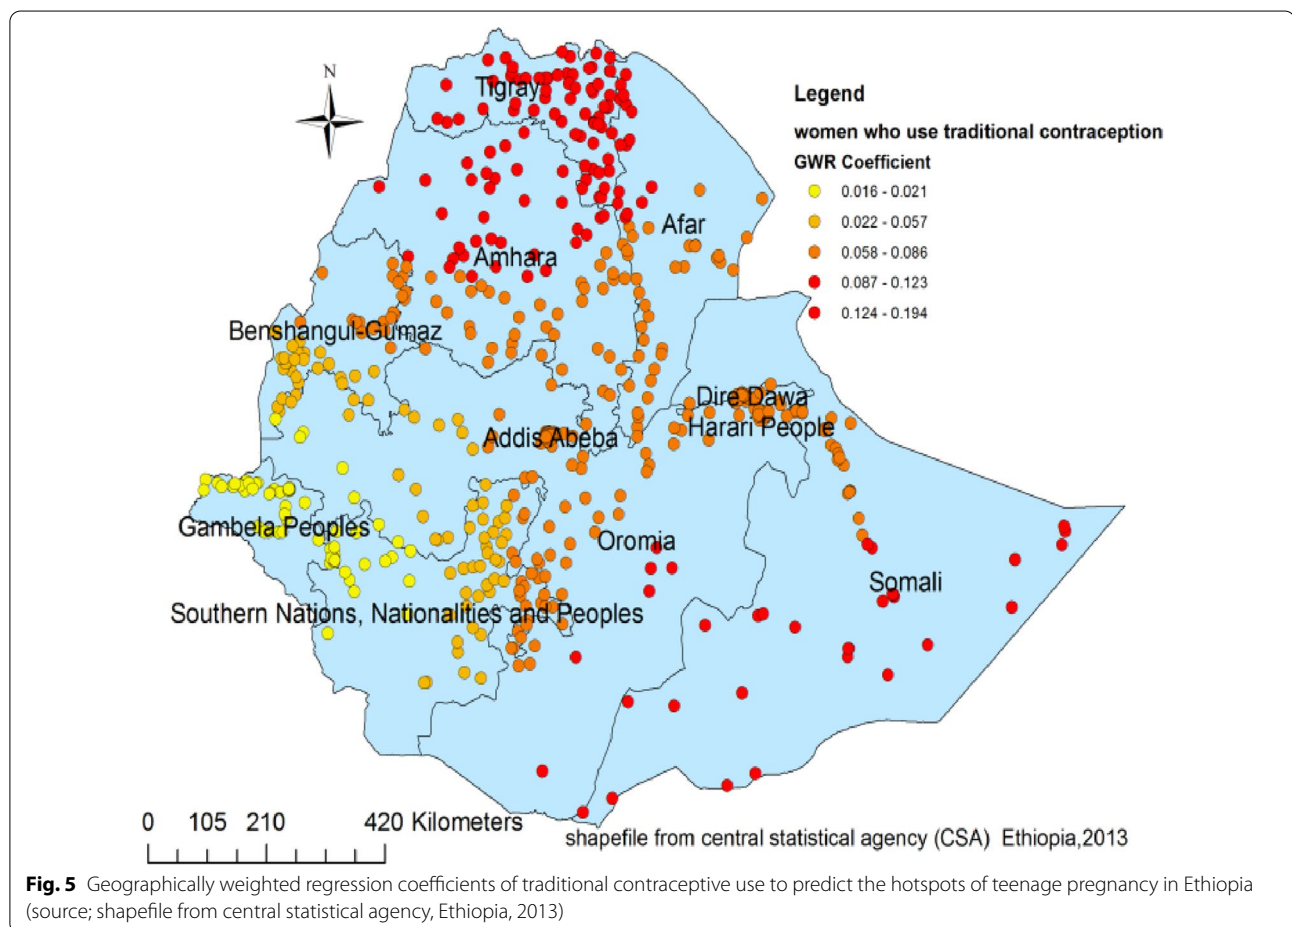 N
Tigray
Afar
Amhara
Benshangul-Gumaz
Dire Dawa
Harari People
Addis Abeba
Gambela Peoples
Oromia
Somali
Southern Nations, Nationalities and Peoples
Legend
women who use traditional contraception
GWR Coefficient
0.016 - 0.021
0.022 - 0.057
0.058 - 0.086
0.087 - 0.123
0.124 - 0.194
0 105 210 420 Kilometers
shapefile from central statistical agency (CSA) Ethiopia,2013
Fig. 5 Geographically weighted regression coefficients of traditional contraceptive use to predict the hotspots of teenage pregnancy in Ethiopia
(source; shapefile from central statistical agency, Ethiopia, 2013)